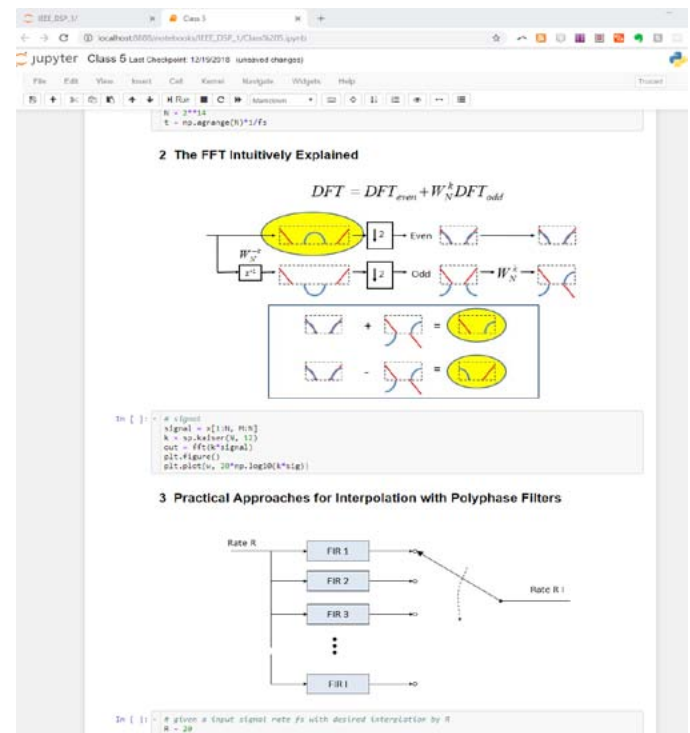 IEEE_DSP_1/
Class 5
localhost:8888/notebooks/IEEE_DSP_1/Class%205.ipynb
jupyter Class 5 Last Checkpoint: 12/19/2018 (unsaved changes)
File Edit View Insert Cell Kernel Navigate Widgets Help Trusted
Run Markdown
N = 2**14
t = np.arange(N)*1/fs
2 The FFT Intuitively Explained
DFT = DFT_even + W_N^k DFT_odd
↓2 Even
W_N^-k
z^-1 ↓2 Odd W_N^k
+ =
- =
In [ ]: # signal
signal = x[1:N, M:N]
k = sp.kaiser(N, 12)
out = fft(k*signal)
plt.figure()
plt.plot(w, 20*np.log10(k*sig))
3 Practical Approaches for Interpolation with Polyphase Filters
Rate R
FIR 1
FIR 2
Rate R I
FIR 3
FIR I
In [ ]: # given a input signal rate fs with desired interplation by R
R = 20